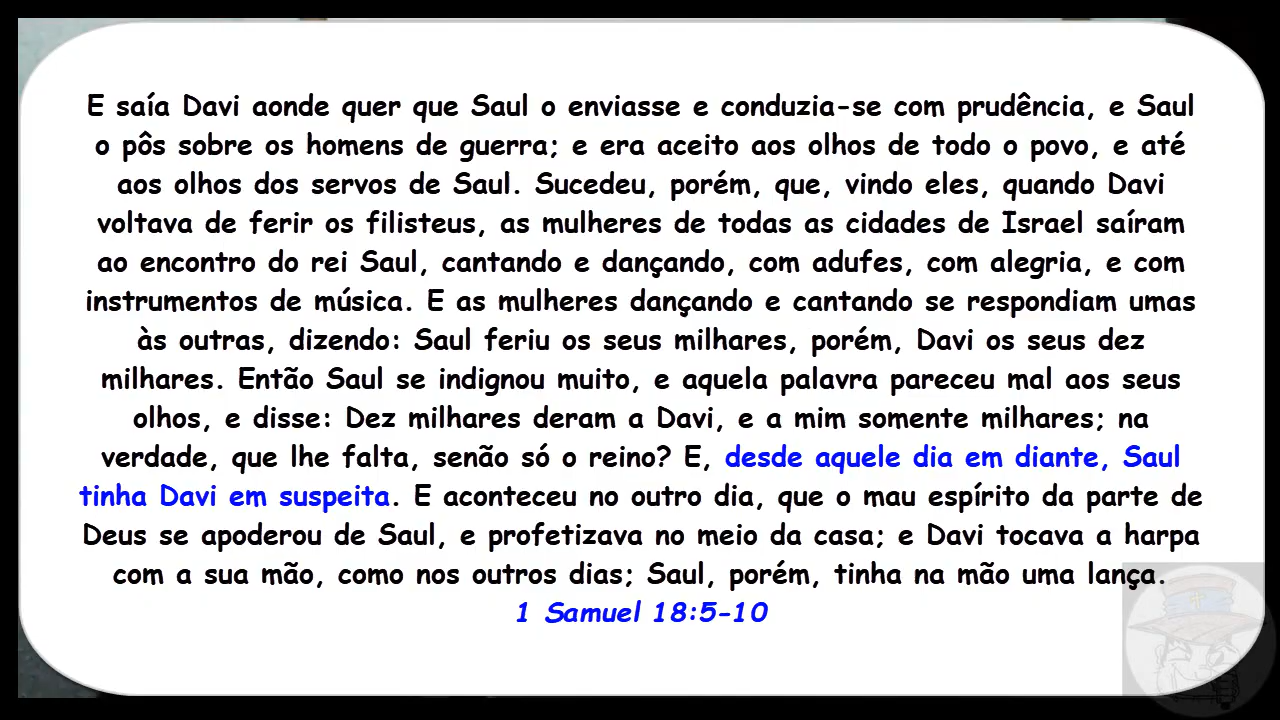 E saía Davi aonde quer que Saul o enviasse e conduzia-se com prudência, e Saul
o pôs sobre os homens de guerra; e era aceito aos olhos de todo o povo, e até
aos olhos dos servos de Saul. Sucedeu, porém, que, vindo eles, quando Davi
voltava de ferir os filisteus, as mulheres de todas as cidades de Israel saíram
ao encontro do rei Saul, cantando e dançando, com adufes, com alegria, e com
instrumentos de música. E as mulheres dançando e cantando se respondiam umas
às outras, dizendo: Saul feriu os seus milhares, porém, Davi os seus dez
milhares. Então Saul se indignou muito, e aquela palavra pareceu mal aos seus
olhos, e disse: Dez milhares deram a Davi, e a mim somente milhares; na
verdade, que lhe falta, senão só o reino? E, desde aquele dia em diante, Saul
tinha Davi em suspeita. E aconteceu no outro dia, que o mau espírito da parte de
Deus se apoderou de Saul, e profetizava no meio da casa; e Davi tocava a harpa
com a sua mão, como nos outros dias; Saul, porém, tinha na mão uma lança.
1 Samuel 18:5-10